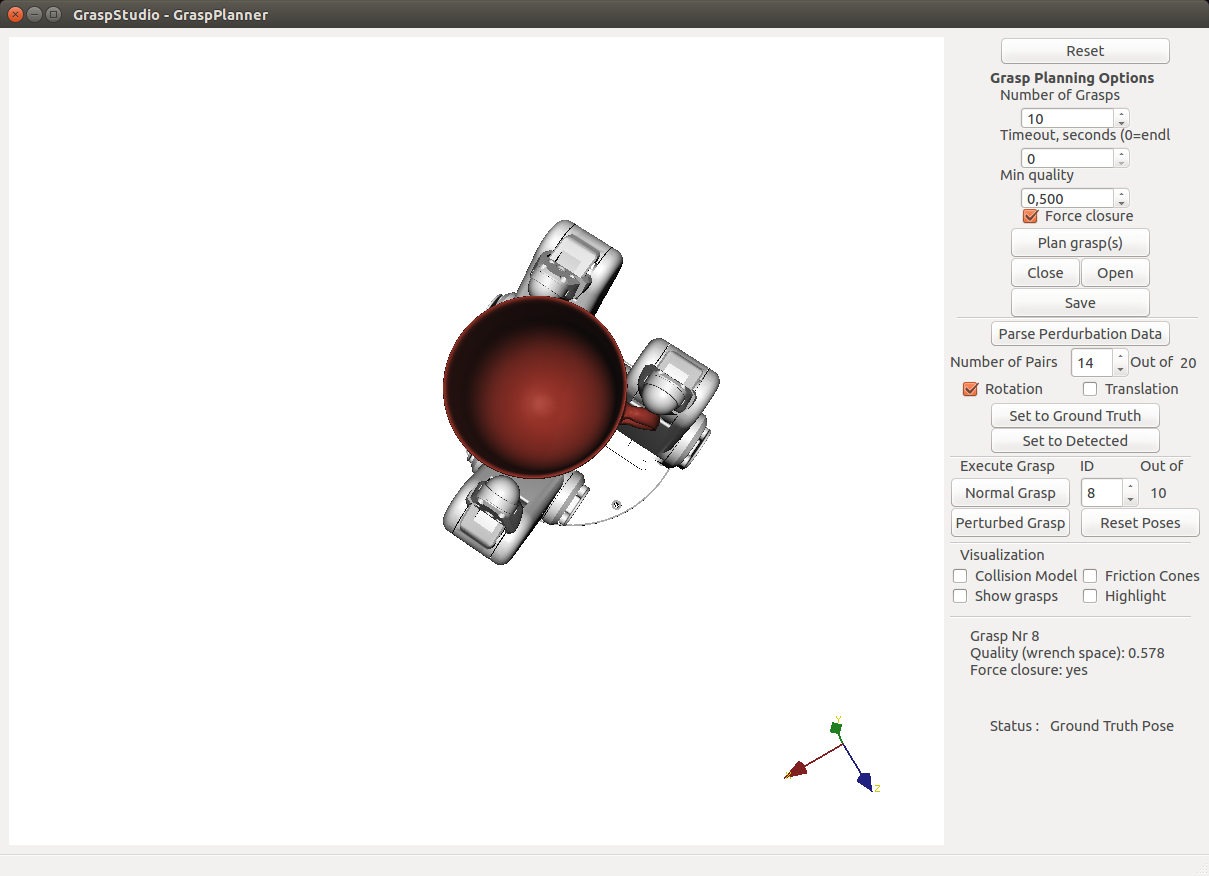 GraspStudio - GraspPlanner
Reset
Grasp Planning Options
Number of Grasps
10
Timeout, seconds (0=endl
0
Min quality
0,500
Force closure
Plan grasp(s)
Close Open
Save
Parse Perdurbation Data
Number of Pairs 14 Out of 20
Rotation Translation
Set to Ground Truth
Set to Detected
Execute Grasp ID Out of
Normal Grasp 8 10
Perturbed Grasp Reset Poses
Visualization
Collision Model Friction Cones
Show grasps Highlight
Grasp Nr 8
Quality (wrench space): 0.578
Force closure: yes
Status : Ground Truth Pose
Y
X
Z